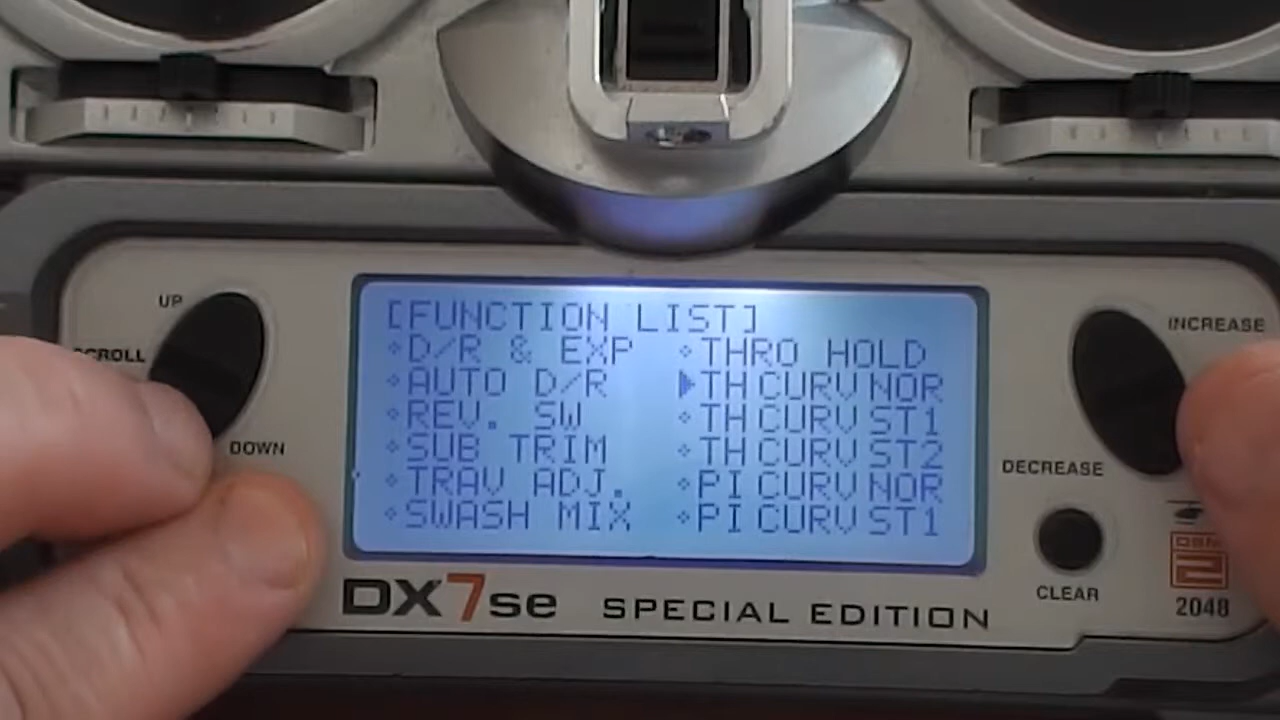 UP
SCROLL
DOWN
[FUNCTION LIST]
D/R & EXP
AUTO D/R
REV. SW
SUB TRIM
TRAV ADJ.
SWASH MIX
THRO HOLD
TH CURV NOR
TH CURV ST1
TH CURV ST2
PI CURV NOR
PI CURV ST1
INCREASE
DECREASE
CLEAR
DSM
2
2048
DX7se SPECIAL EDITION